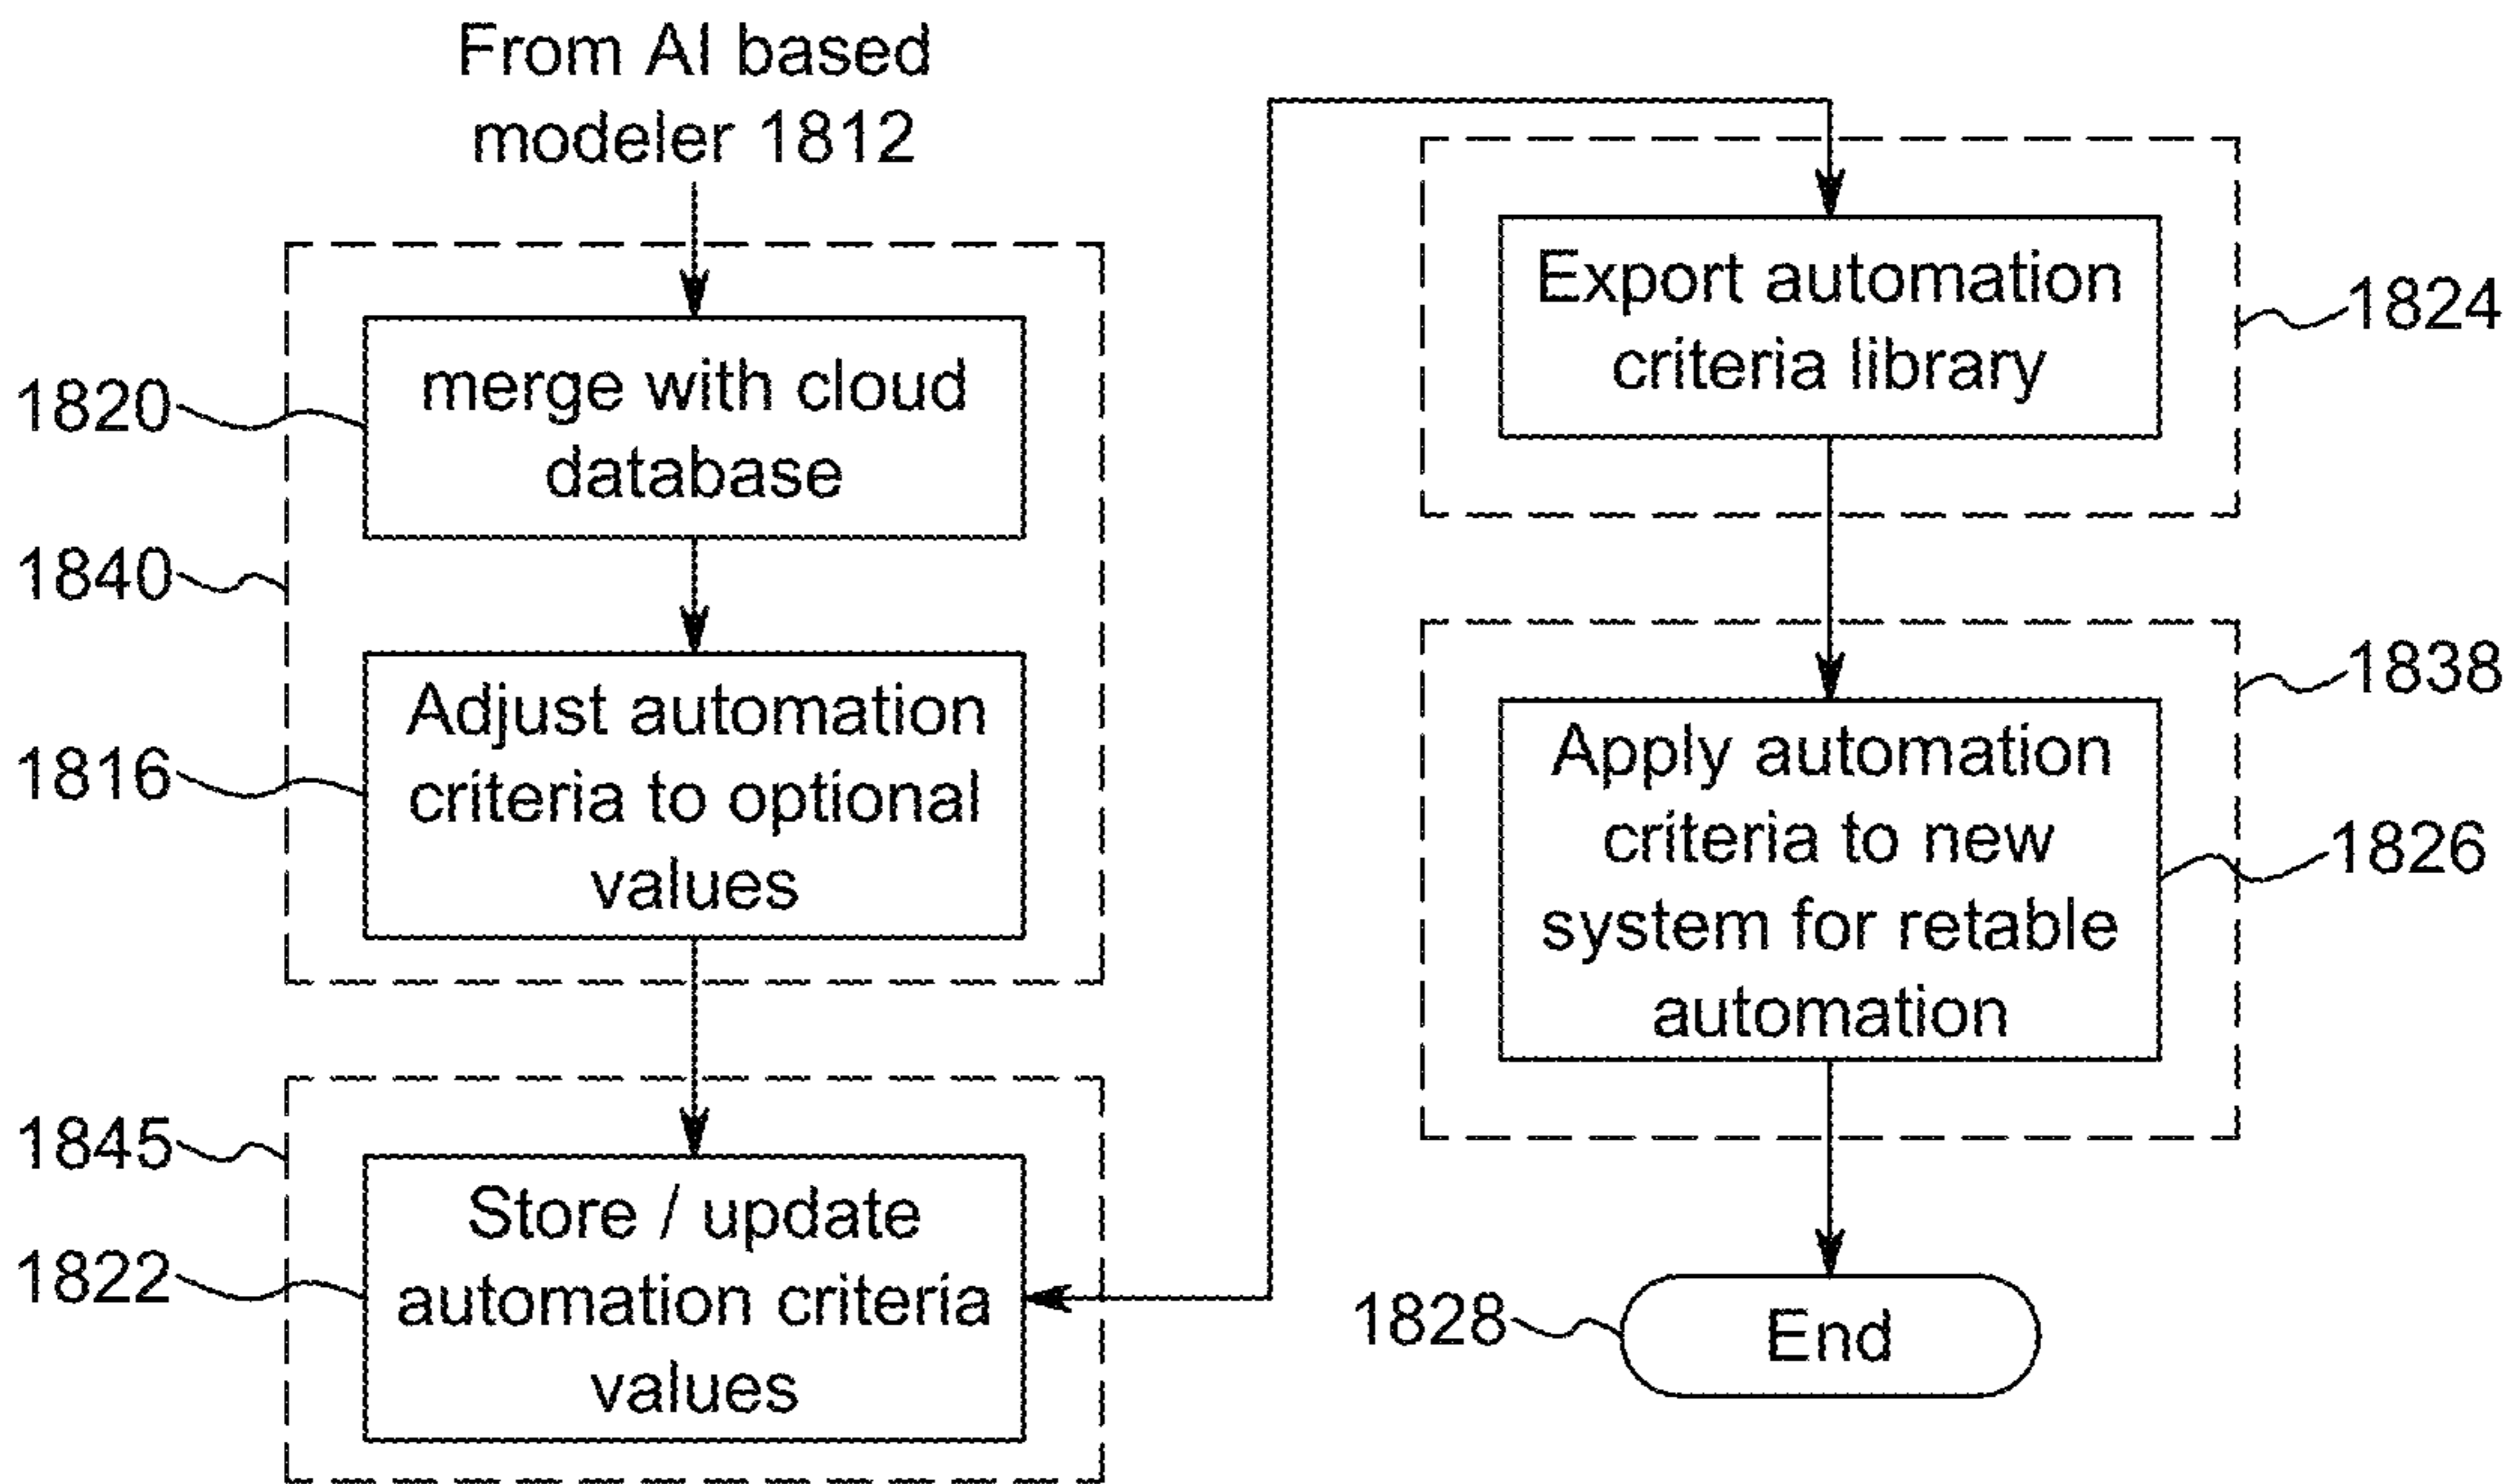 From AI based
modeler 1812
1820
merge with cloud
database
1840
1816
Adjust automation
criteria to optional
values
1845
1822
Store / update
automation criteria
values
Export automation
criteria library
1824
1838
Apply automation
criteria to new
system for retable
automation
1826
1828
End